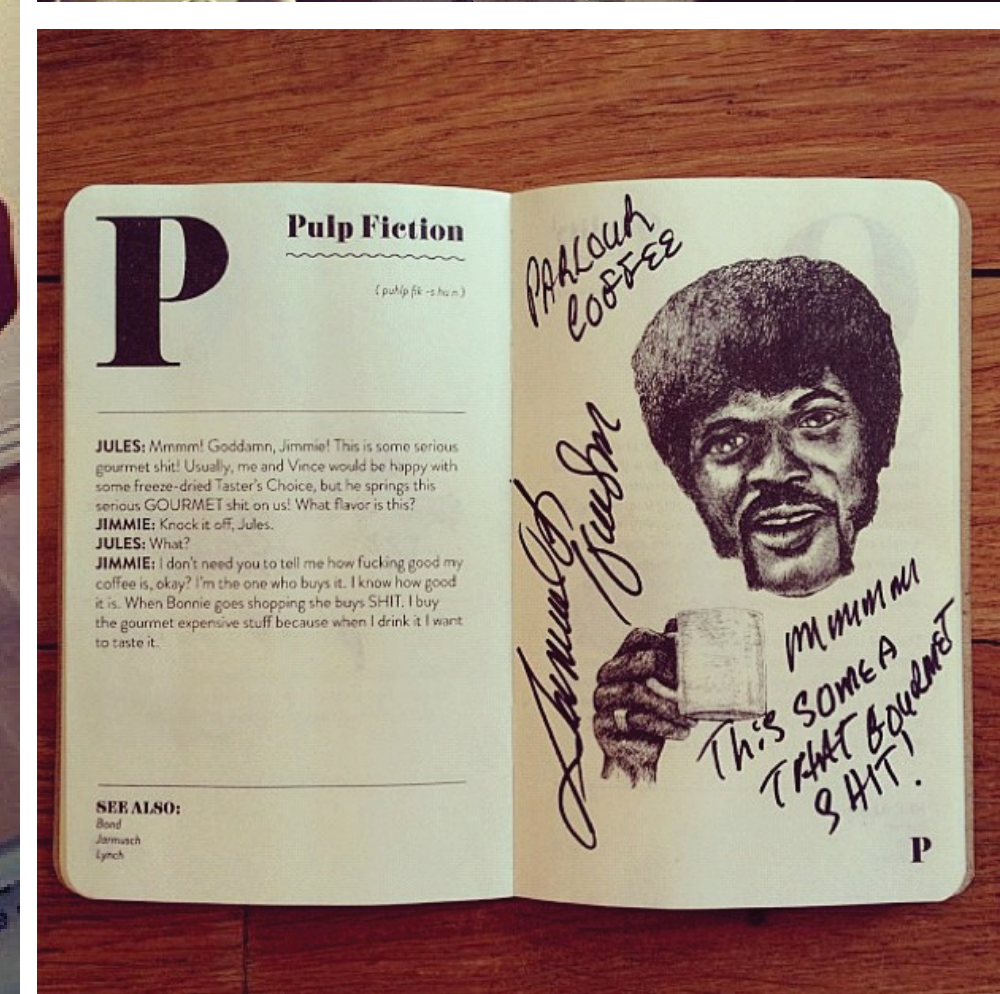 P
Pulp Fiction
(puhlp fik-shuhn)
JULES: Mmmm! Goddamn, Jimmie! This is some serious
gourmet shit! Usually, me and Vince would be happy with
some freeze-dried Taster's Choice, but he springs this
serious GOURMET shit on us! What flavor is this?
JIMMIE: Knock it off, Jules.
JULES: What?
JIMMIE: I don't need you to tell me how fucking good my
coffee is, okay? I'm the one who buys it. I know how good
it is. When Bonnie goes shopping she buys SHIT. I buy
the gourmet expensive stuff because when I drink it I want
to taste it.
SEE ALSO:
Bond
Jarmusch
Lynch
PARLOUR
COFFEE
MMMMM
This SOME A
THAT GOURMET
SHIT!
P